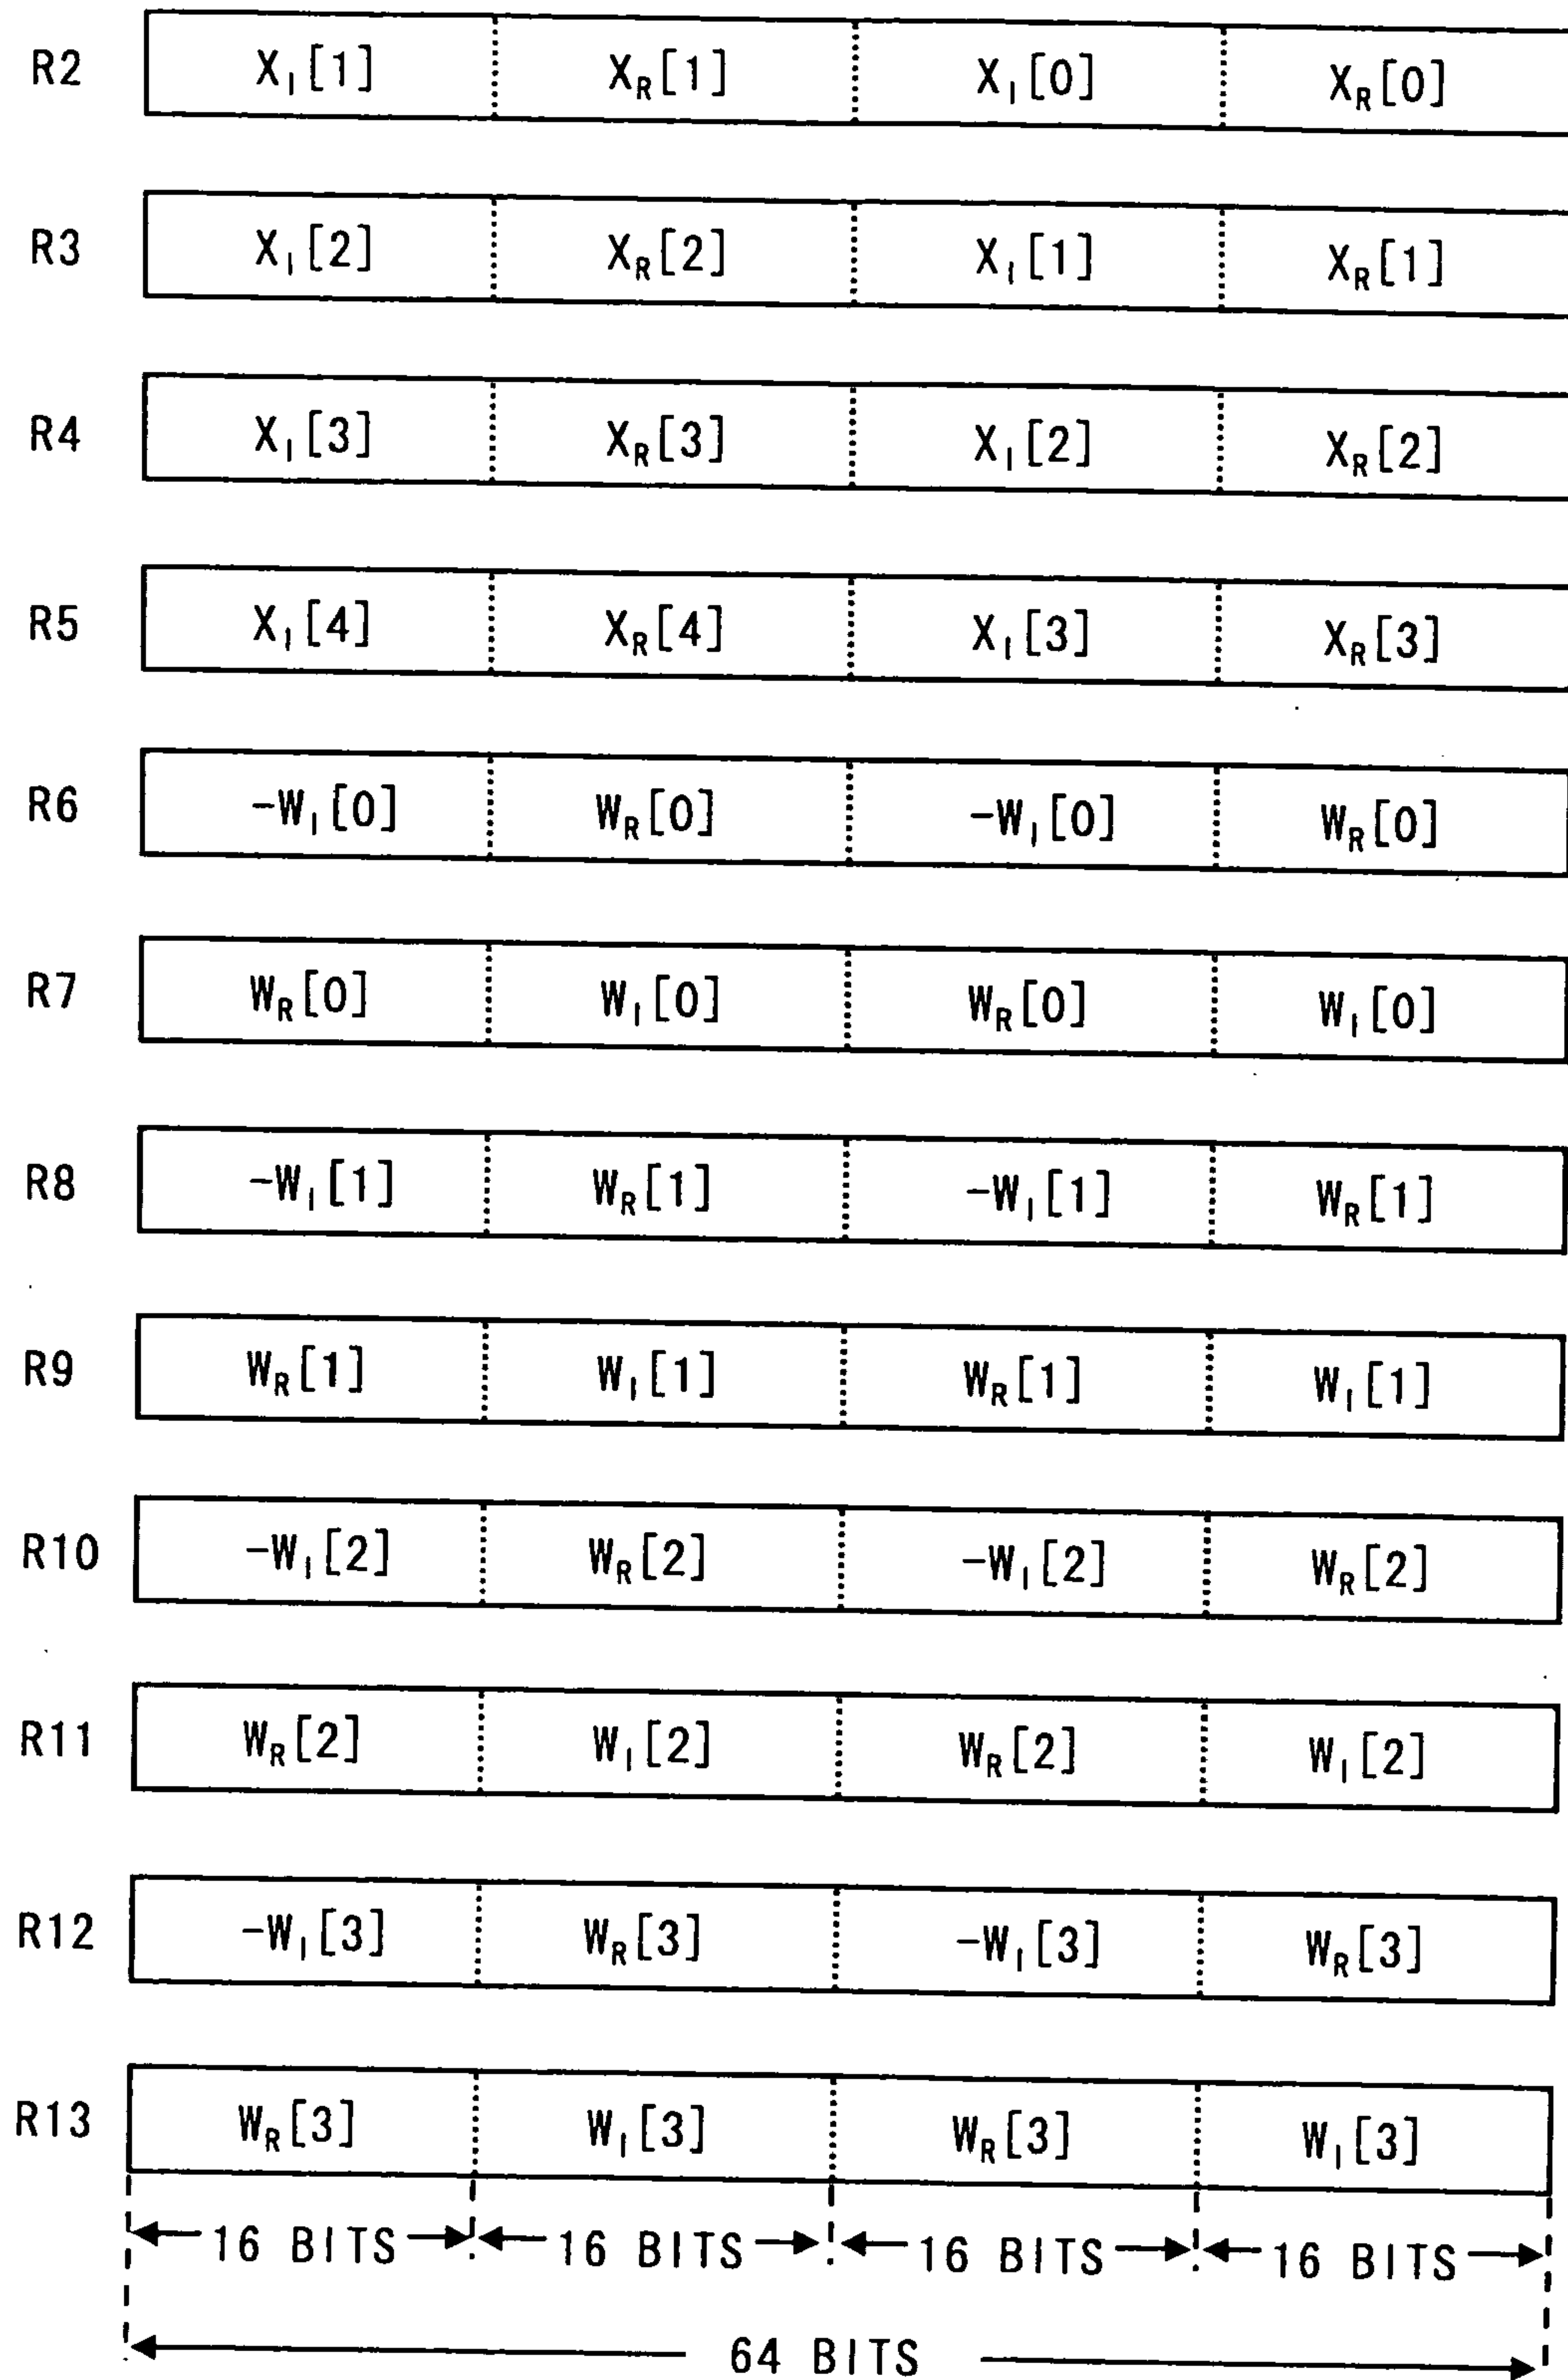 R2 X_I[1] X_R[1] X_I[0] X_R[0]
R3 X_I[2] X_R[2] X_I[1] X_R[1]
R4 X_I[3] X_R[3] X_I[2] X_R[2]
R5 X_I[4] X_R[4] X_I[3] X_R[3]
R6 -W_I[0] W_R[0] -W_I[0] W_R[0]
R7 W_R[0] W_I[0] W_R[0] W_I[0]
R8 -W_I[1] W_R[1] -W_I[1] W_R[1]
R9 W_R[1] W_I[1] W_R[1] W_I[1]
R10 -W_I[2] W_R[2] -W_I[2] W_R[2]
R11 W_R[2] W_I[2] W_R[2] W_I[2]
R12 -W_I[3] W_R[3] -W_I[3] W_R[3]
R13 W_R[3] W_I[3] W_R[3] W_I[3]
16 BITS 16 BITS 16 BITS 16 BITS
64 BITS